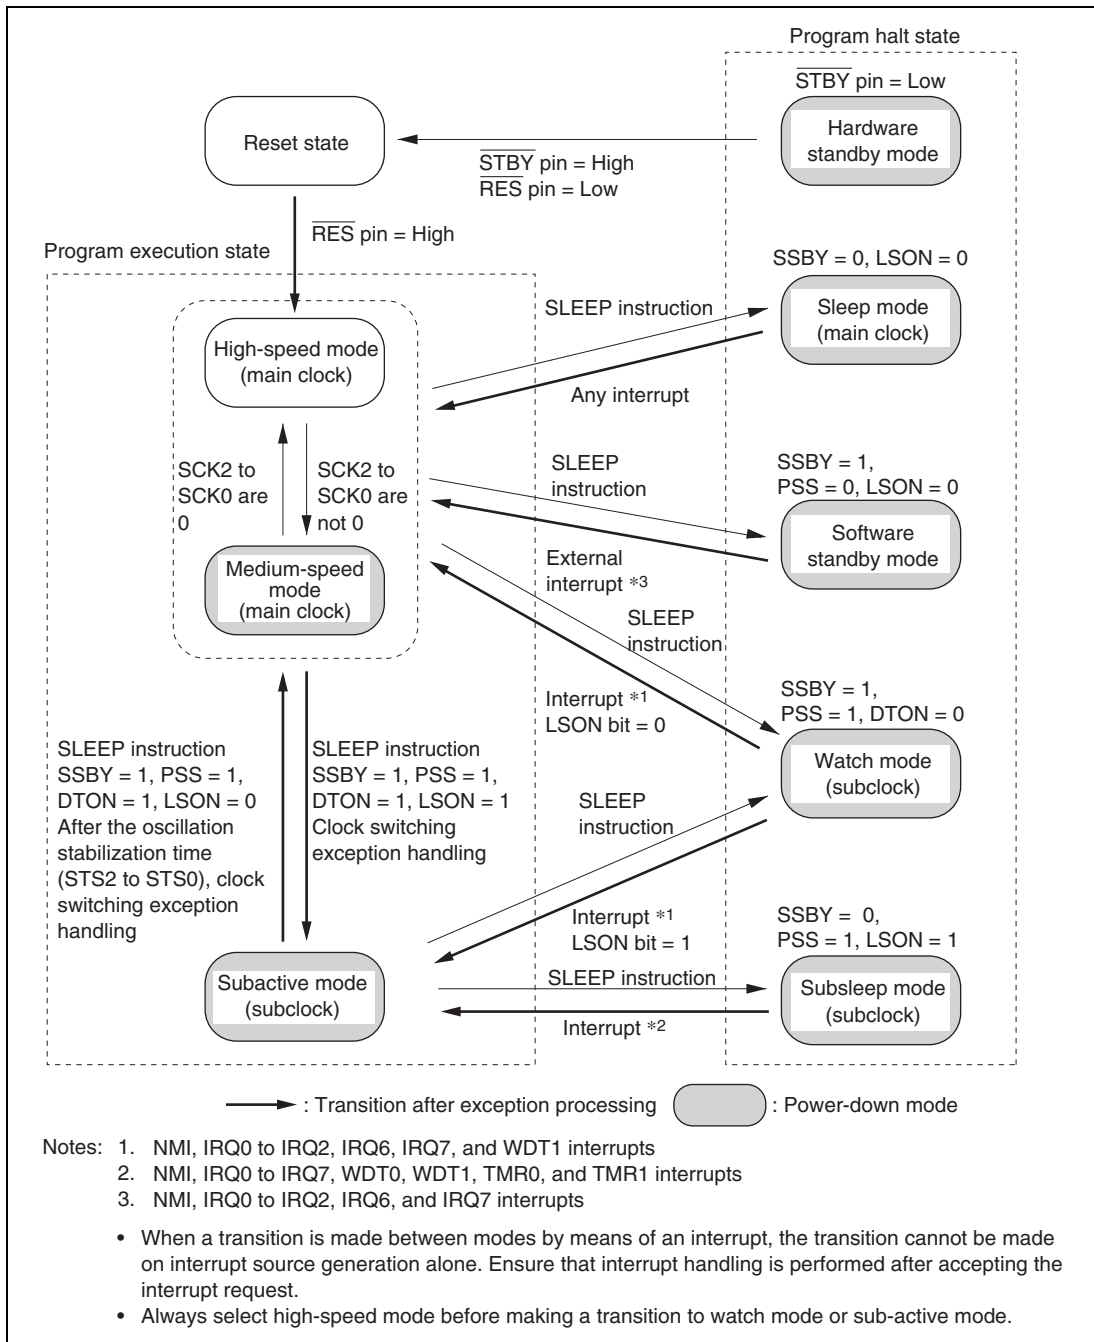 Program halt state
STBY pin = Low
Reset state
Hardware
standby mode
STBY pin = High
RES pin = Low
RES pin = High
Program execution state
SSBY = 0, LSON = 0
SLEEP instruction
Sleep mode
(main clock)
High-speed mode
(main clock)
Any interrupt
SCK2 to
SCK0 are
0
SCK2 to
SCK0 are
not 0
SLEEP
instruction
SSBY = 1,
PSS = 0, LSON = 0
Software
standby mode
External
interrupt *3
Medium-speed
mode
(main clock)
SLEEP
instruction
Interrupt *1
LSON bit = 0
SSBY = 1,
PSS = 1, DTON = 0
Watch mode
(subclock)
SLEEP instruction
SSBY = 1, PSS = 1,
DTON = 1, LSON = 0
After the oscillation
stabilization time
(STS2 to STS0), clock
switching exception
handling
SLEEP instruction
SSBY = 1, PSS = 1,
DTON = 1, LSON = 1
Clock switching
exception handling
SLEEP
instruction
Interrupt *1
LSON bit = 1
SSBY = 0,
PSS = 1, LSON = 1
Subactive mode
(subclock)
SLEEP instruction
Subsleep mode
(subclock)
Interrupt *2
: Transition after exception processing
: Power-down mode
Notes: 1. NMI, IRQ0 to IRQ2, IRQ6, IRQ7, and WDT1 interrupts
2. NMI, IRQ0 to IRQ7, WDT0, WDT1, TMR0, and TMR1 interrupts
3. NMI, IRQ0 to IRQ2, IRQ6, and IRQ7 interrupts
• When a transition is made between modes by means of an interrupt, the transition cannot be made
on interrupt source generation alone. Ensure that interrupt handling is performed after accepting the
interrupt request.
• Always select high-speed mode before making a transition to watch mode or sub-active mode.